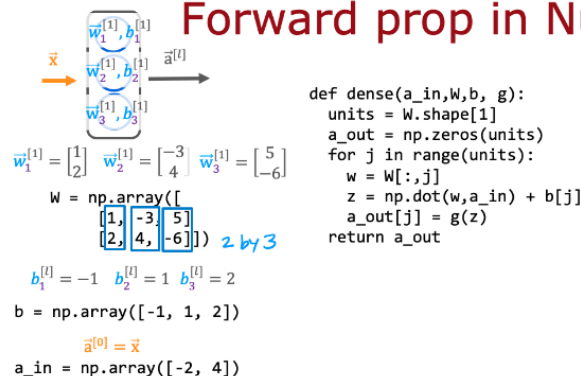 Forward prop in N
w⃗₁^[1], b₁^[1]
x⃗ w⃗₂^[1], b₂^[1] a⃗^[l]
w⃗₃^[1], b₃^[1]
w⃗₁^[1] = [1 2] w⃗₂^[1] = [−3 4] w⃗₃^[1] = [5 −6]
W = np.array([
[1, -3, 5]
[2, 4, -6]]) 2 by 3
b₁^[l] = −1 b₂^[l] = 1 b₃^[l] = 2
b = np.array([-1, 1, 2])
a⃗^[0] = x⃗
a_in = np.array([-2, 4])
def dense(a_in,W,b, g):
units = W.shape[1]
a_out = np.zeros(units)
for j in range(units):
w = W[:,j]
z = np.dot(w,a_in) + b[j]
a_out[j] = g(z)
return a_out